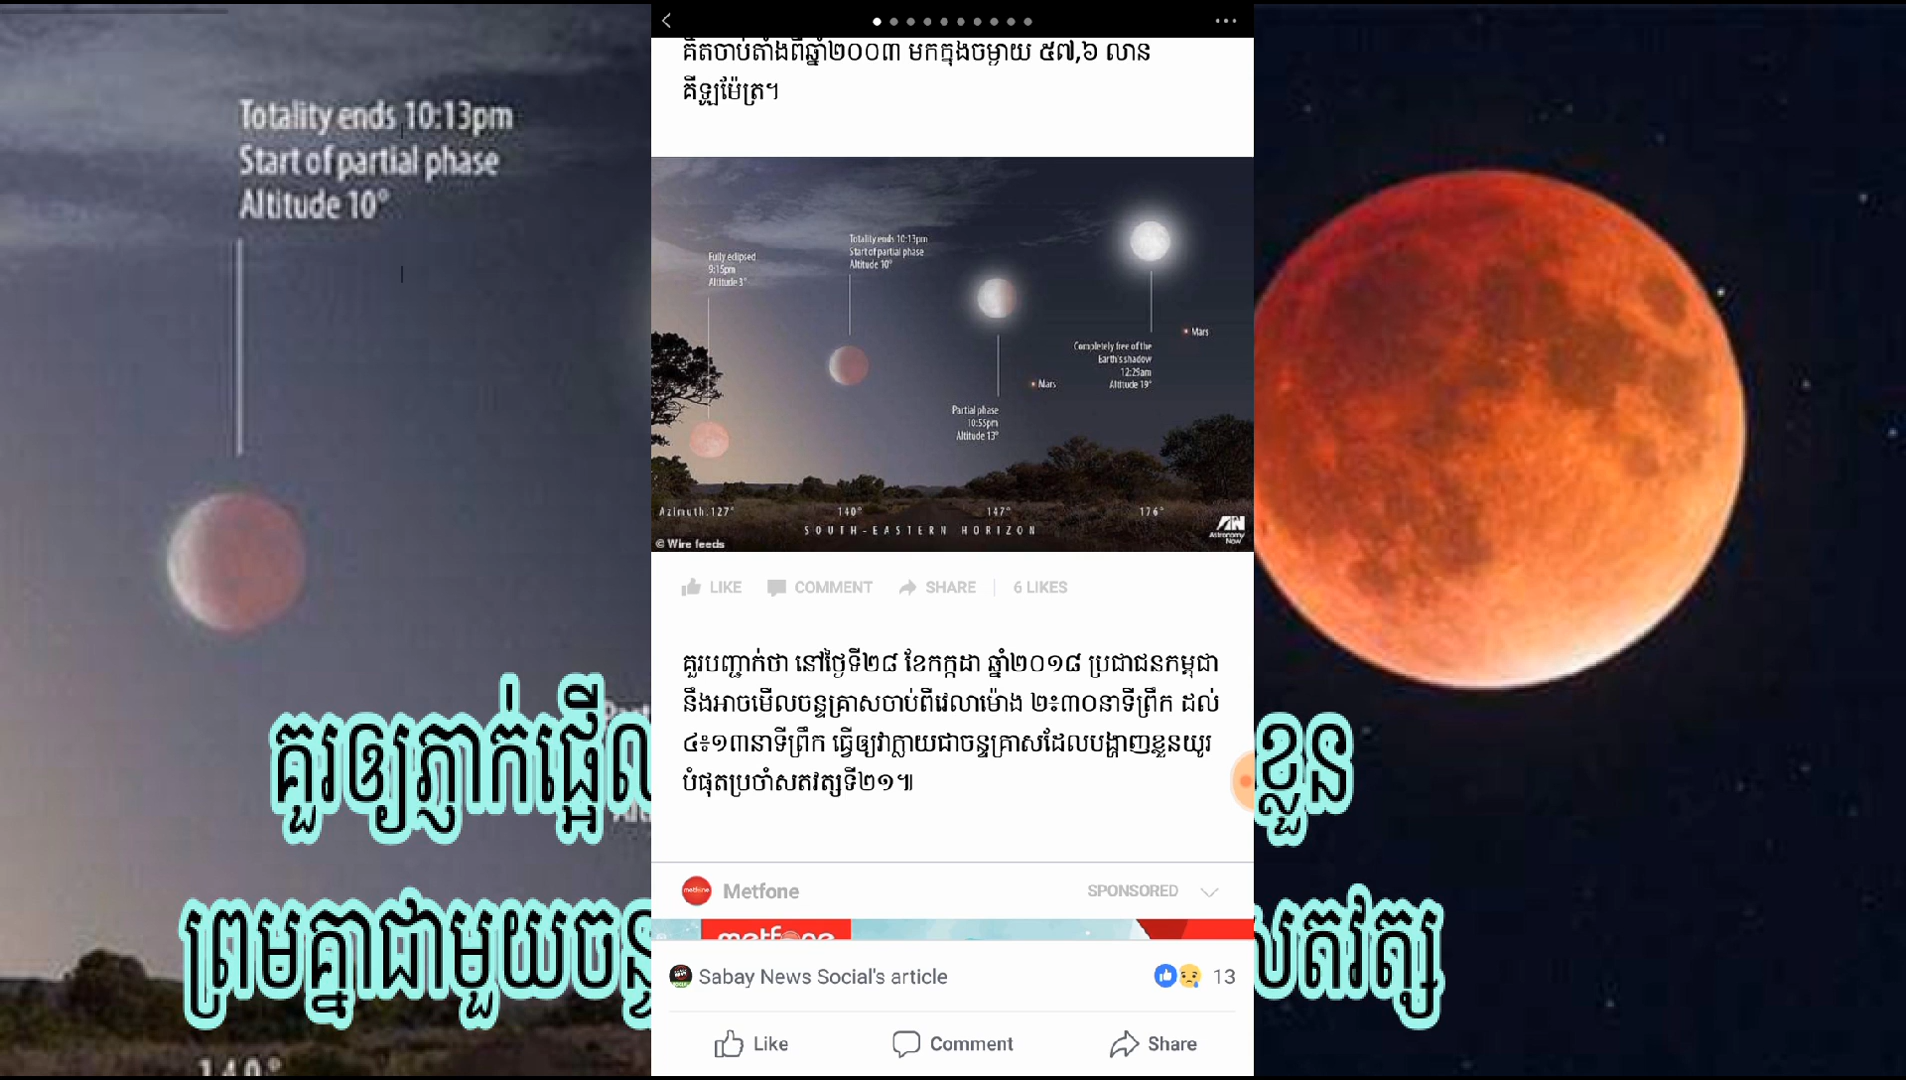 Totality ends 10:13pm
Start of partial phase
Altitude 10°
គិតចាប់តាំងពីឆ្នាំ២០០៣ មកក្នុងចម្ងាយ ៥៧,៦ លាន
គីឡូម៉ែត្រ។
Fully eclipsed
9:15pm
Altitude 3°
Totality ends 10:13pm
Start of partial phase
Altitude 10°
Partial phase
10:55pm
Altitude 13°
Mars
Completely free of the
Earth's shadow
12:29am
Altitude 19°
Mars
Azimuth: 127° 140° 147° 176°
SOUTH-EASTERN HORIZON
© Wire feeds
Astronomy Now
LIKE COMMENT SHARE 6 LIKES
គួរបញ្ជាក់ថា នៅថ្ងៃទី២៨ ខែកក្កដា ឆ្នាំ២០១៨ ប្រជាជនកម្ពុជា
នឹងអាចមើលចន្ទគ្រាសចាប់ពីវេលាម៉ោង ២៖៣០នាទីព្រឹក ដល់
៤៖១៣នាទីព្រឹក ធ្វើឲ្យវាក្លាយជាចន្ទគ្រាសដែលបង្ហាញខ្លួនយូរ
បំផុតប្រចាំសតវត្សទី២១៕
គួរឲ្យភ្ញាក់ផ្អើល ខ្លួន
ព្រមគ្នាជាមួយចន្ទ សតវត្ស
Metfone SPONSORED
metfone
Sabay News Social's article 13
Like Comment Share
140°